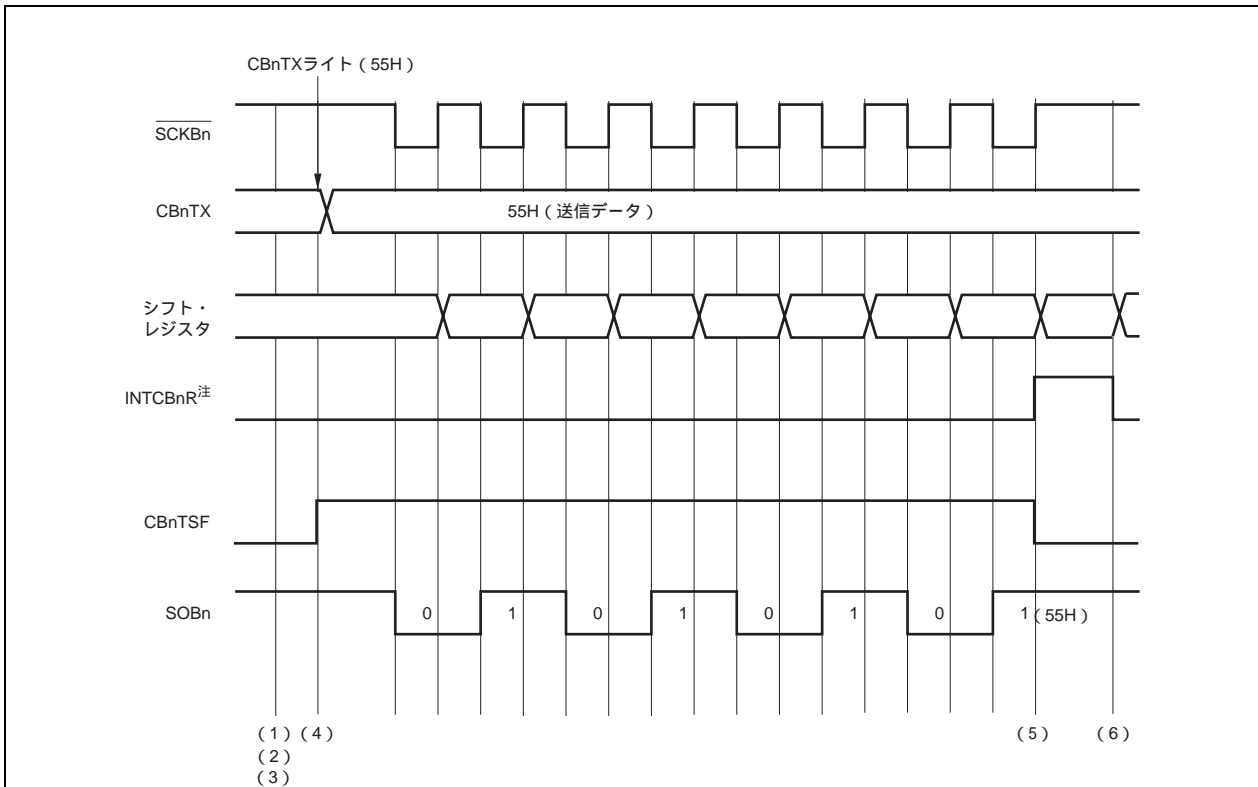 CBnTXライト（55H）
SCKBn
CBnTX
55H（送信データ）
シフト・
レジスタ
INTCBnR注
CBnTSF
SOBn
0 1 0 1 0 1 0 1（55H）
（1）（4）（5）（6）
（2）
（3）